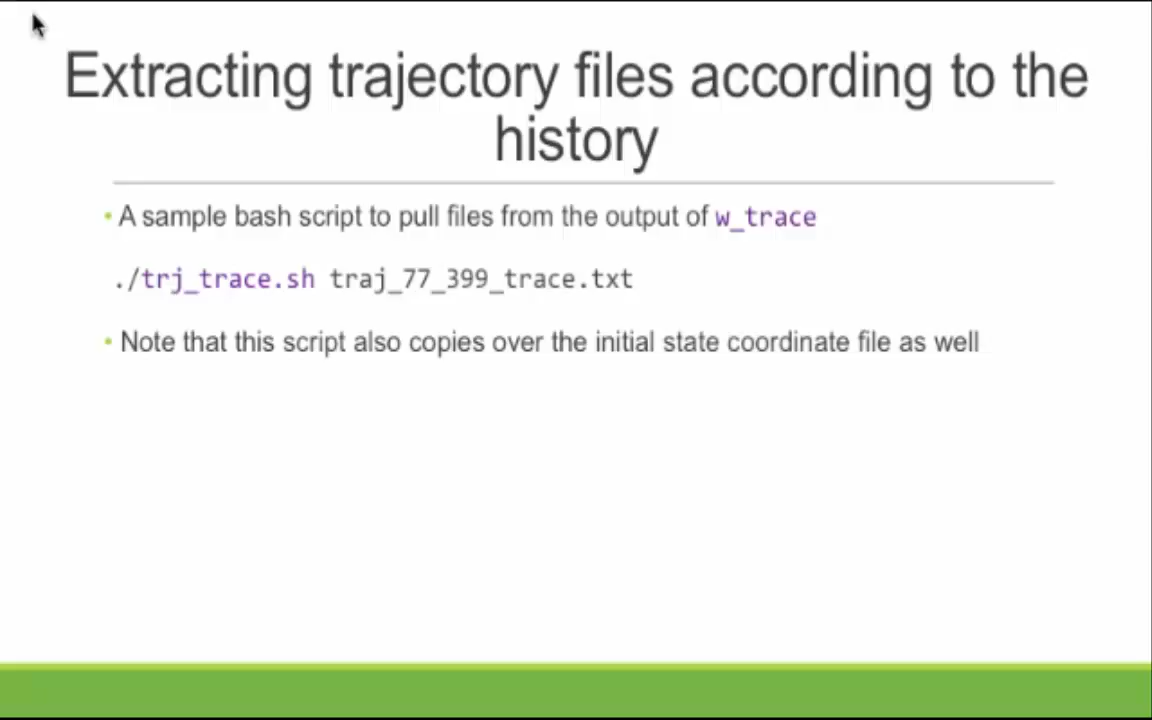 Extracting trajectory files according to the
history
• A sample bash script to pull files from the output of w_trace
./trj_trace.sh traj_77_399_trace.txt
• Note that this script also copies over the initial state coordinate file as well